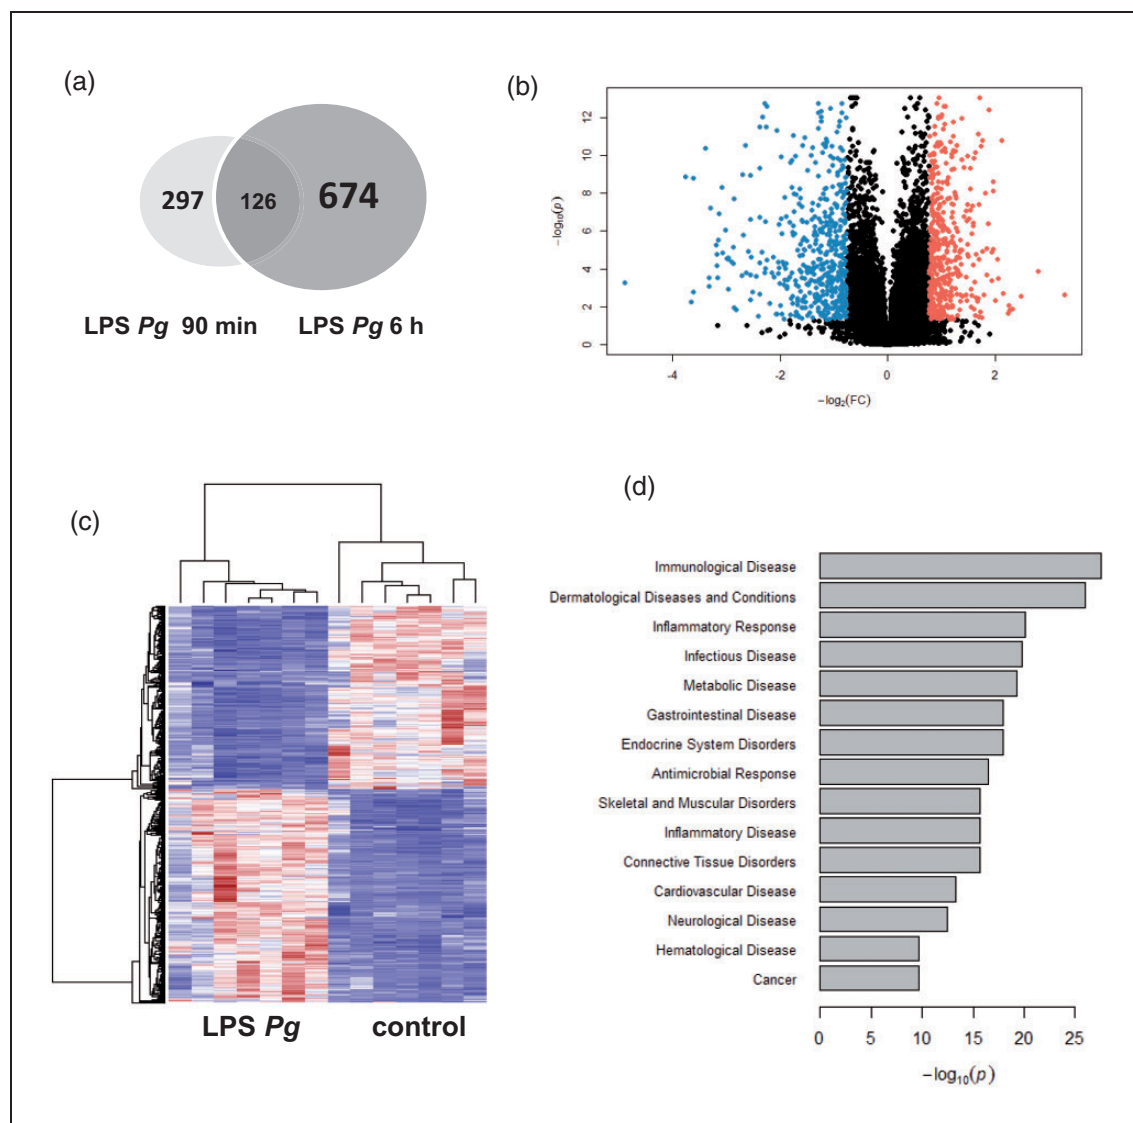 (a)
297
126
674
LPS Pg 90 min
LPS Pg 6 h
(b)
12
10
8
6
4
2
0
−log10(p)
-4
-2
0
2
−log2(FC)
(c)
LPS Pg
control
(d)
Immunological Disease
Dermatological Diseases and Conditions
Inflammatory Response
Infectious Disease
Metabolic Disease
Gastrointestinal Disease
Endocrine System Disorders
Antimicrobial Response
Skeletal and Muscular Disorders
Inflammatory Disease
Connective Tissue Disorders
Cardiovascular Disease
Neurological Disease
Hematological Disease
Cancer
0 5 10 15 20 25
−log10(p)